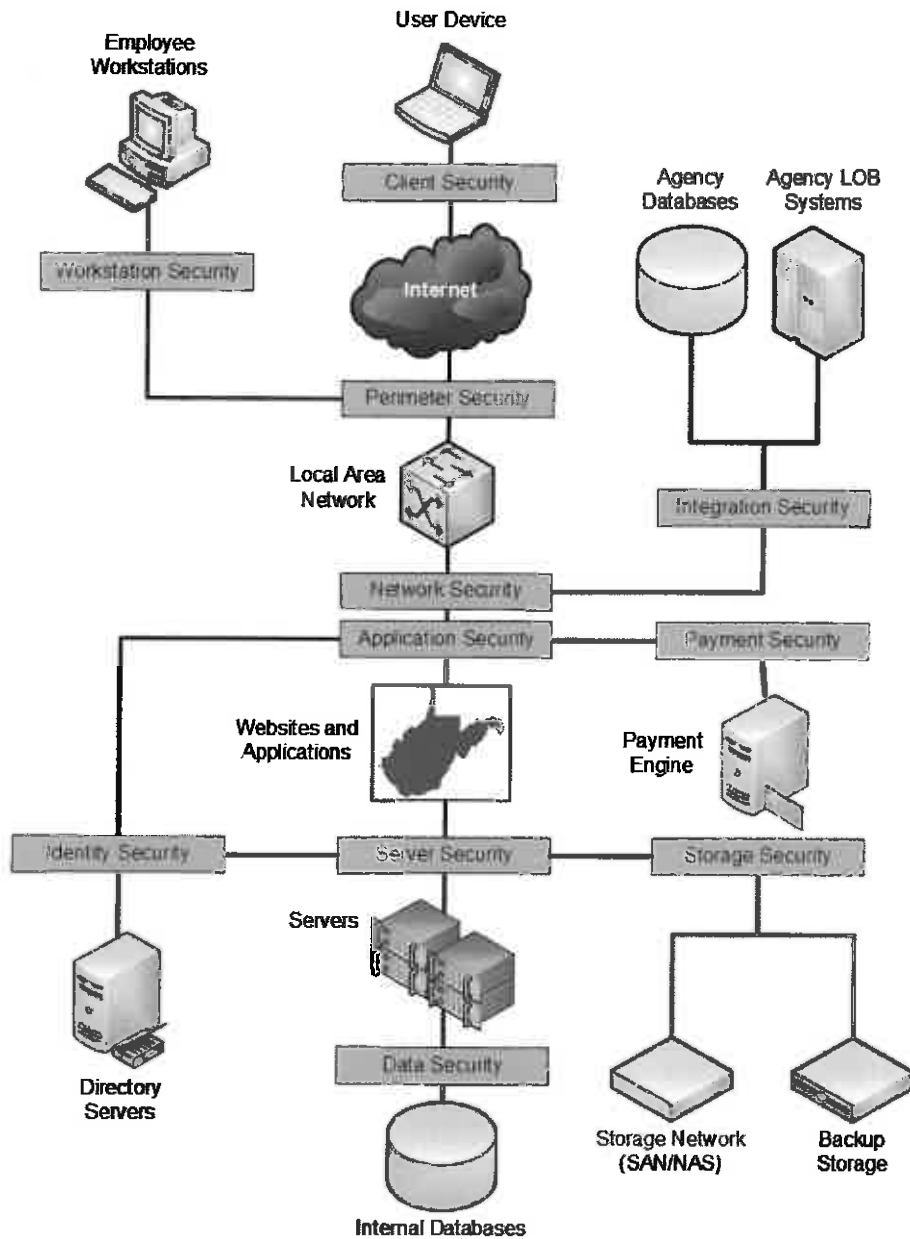 User Device
Employee
Workstations
Client Security
Agency
Databases
Agency LOB
Systems
Workstation Security
Internet
Perimeter Security
Local Area
Network
Integration Security
Network Security
Application Security
Payment Security
Websites and
Applications
Payment
Engine
Identity Security
Server Security
Storage Security
Servers
Data Security
Directory
Servers
Storage Network
(SAN/NAS)
Backup
Storage
Internal Databases